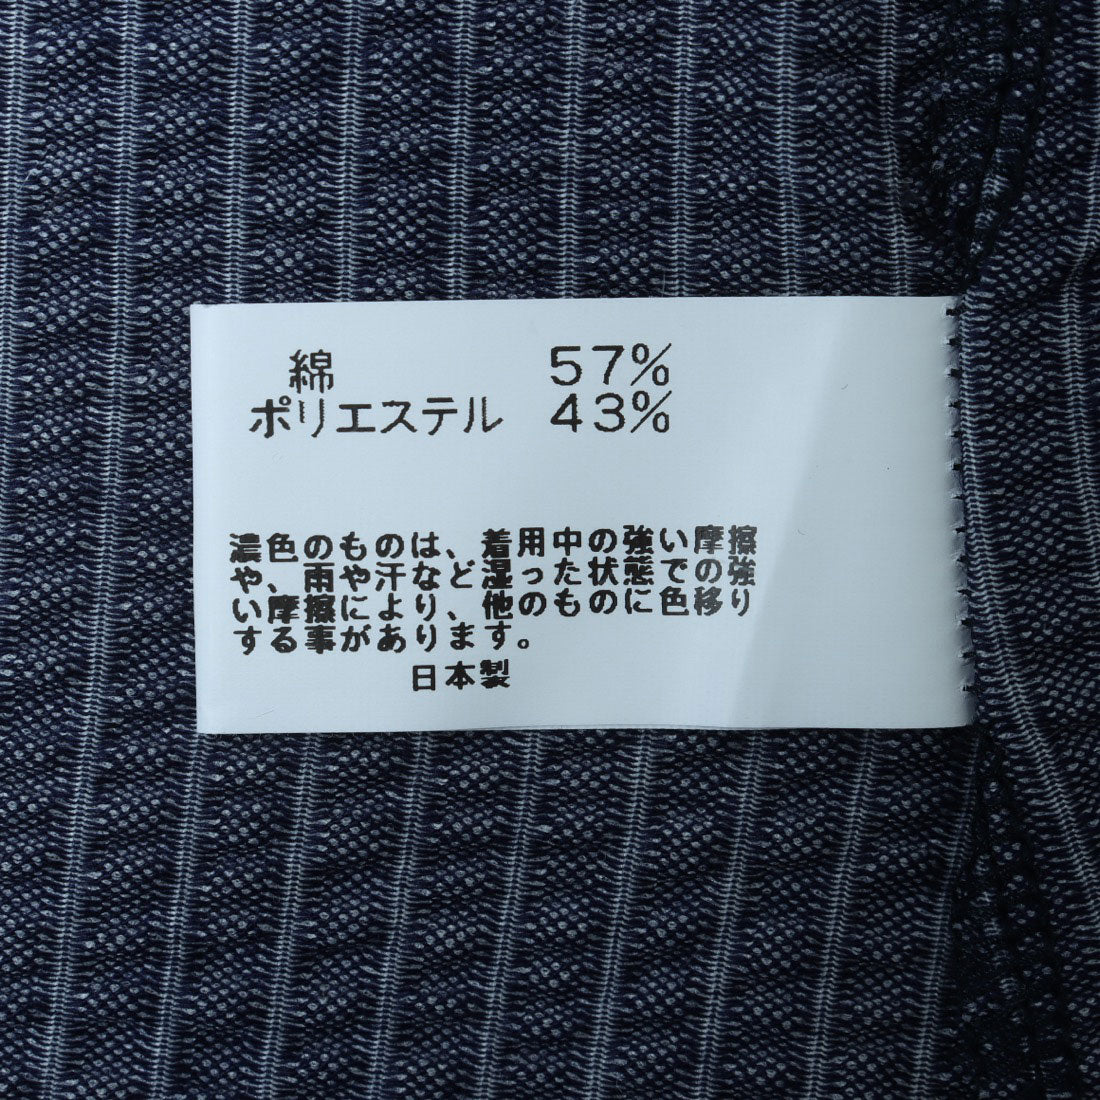 綿 57%
ポリエステル 43%
濃色のものは、着用中の強い摩擦
や、雨や汗など湿った状態での強
い摩擦により、他のものに色移り
する事があります。
日本製